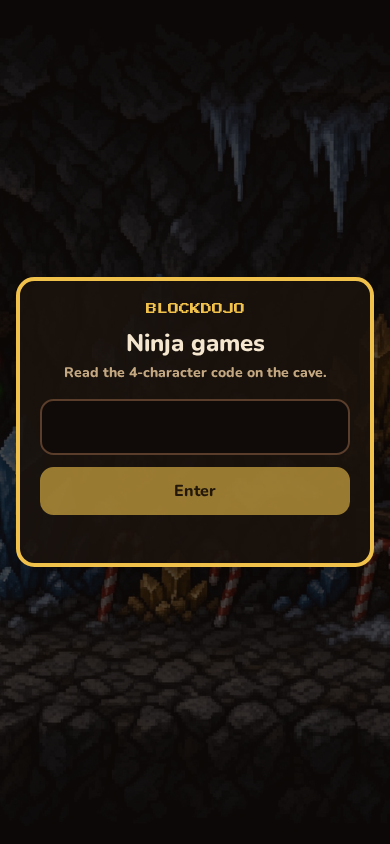 BLOCKDOJO
Ninja games
Read the 4-character code on the cave.
Enter